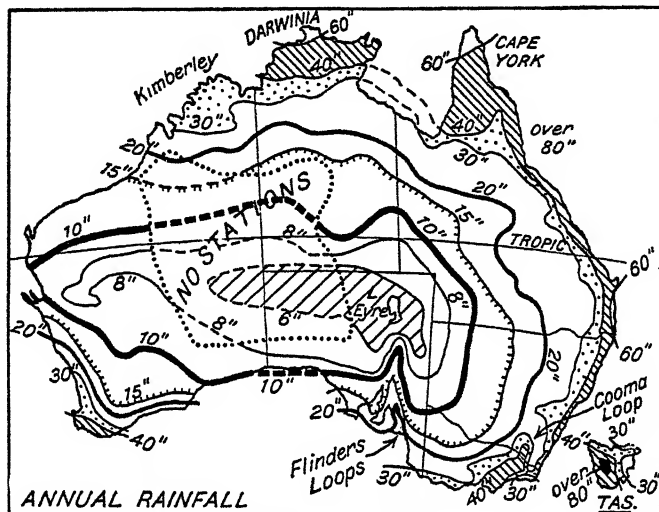 DARWINIA
60"
Kimberley
40"
60"
CAPE
YORK
30"
40"
30"
over
80"
20"
15"
20"
15"
10"
NO STATIONS
8"
10"
TROPIC
60"
8"
8"
6"
L
Eyre
8"
60"
20"
10"
20"
30"
15"
40"
10"
20"
Flinders
Loops
30"
20"
Cooma
Loop
40"
40"
30"
30"
over
80"
30"
TAS.
ANNUAL RAINFALL